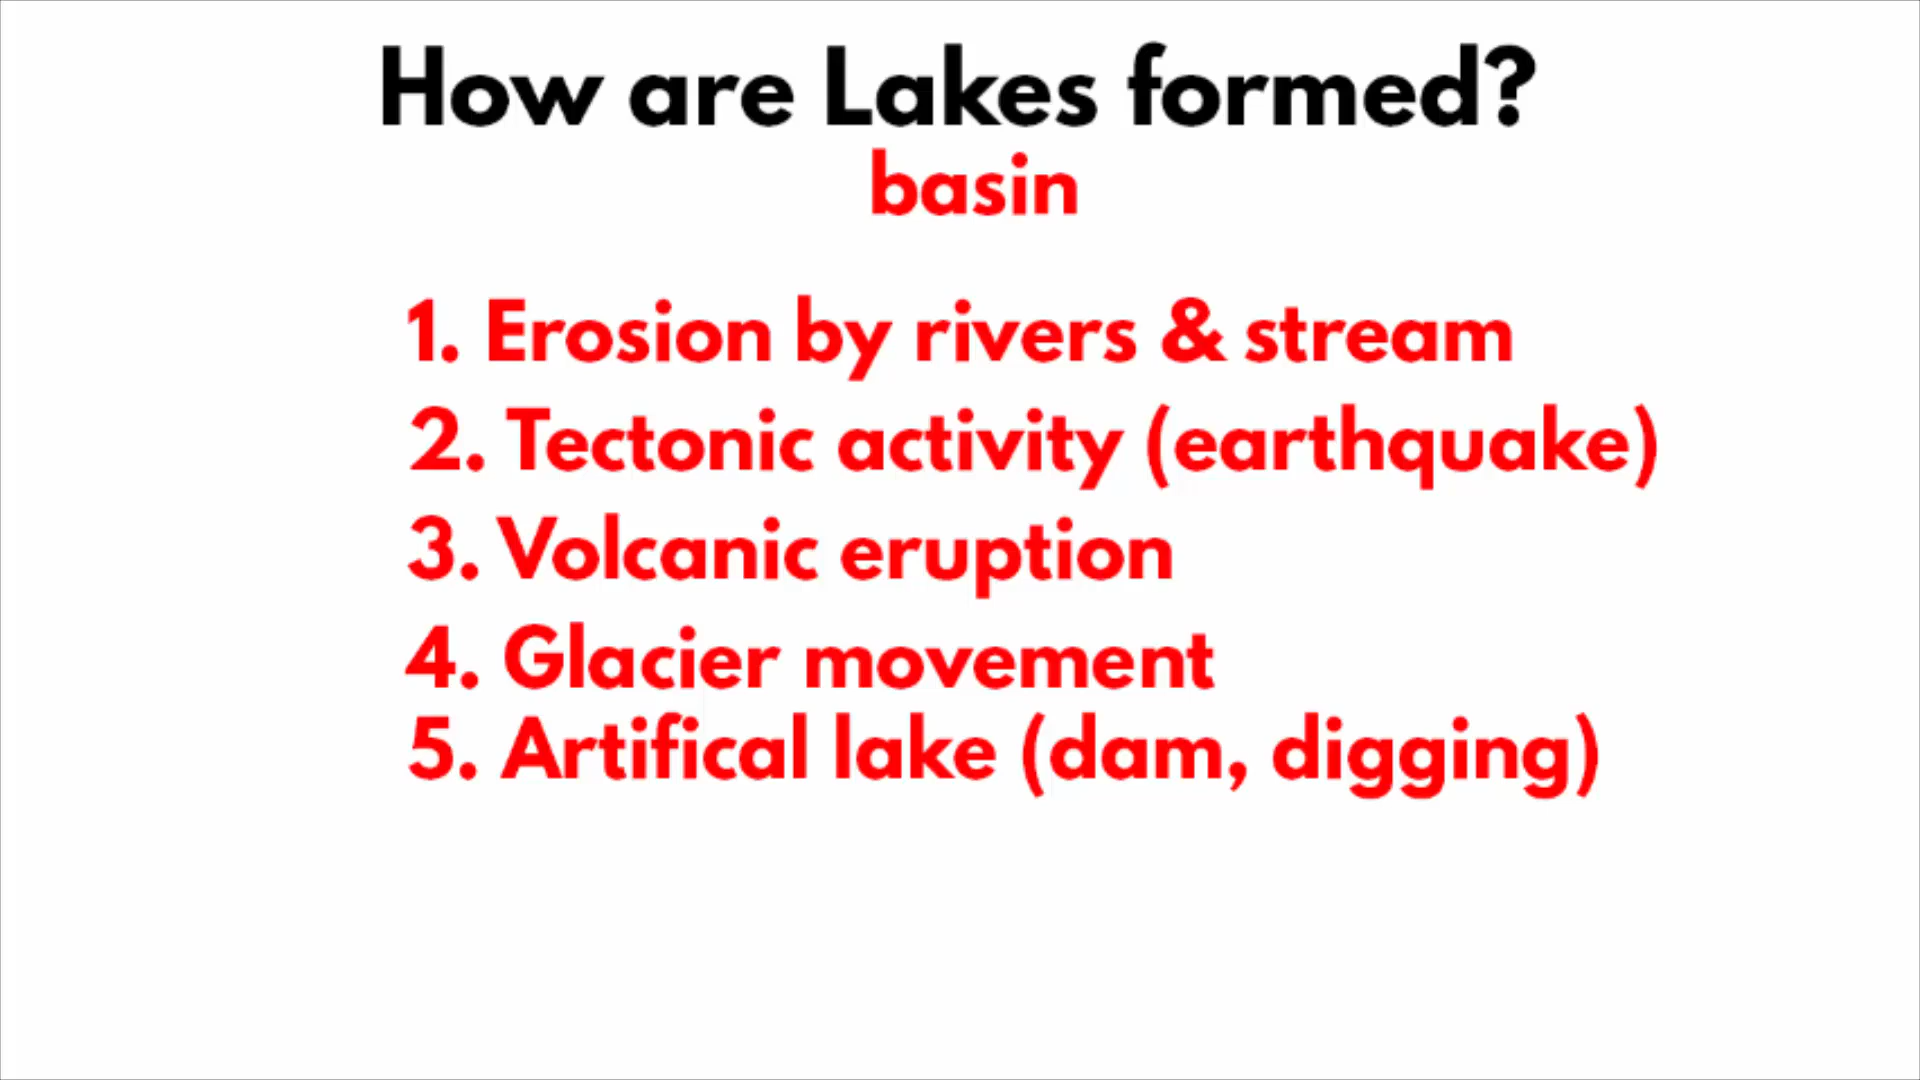 How are Lakes formed?
basin
1. Erosion by rivers & stream
2. Tectonic activity (earthquake)
3. Volcanic eruption
4. Glacier movement
5. Artifical lake (dam, digging)